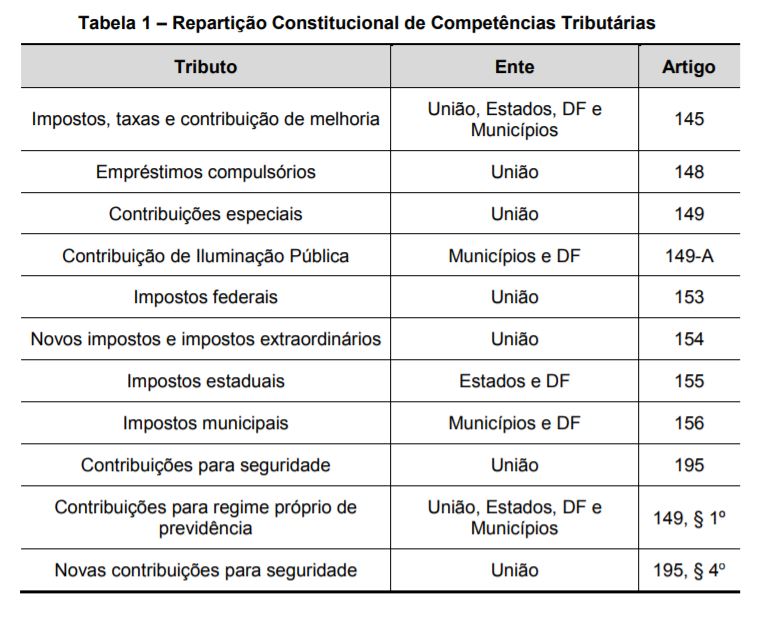 Tabela 1 – Repartição Constitucional de Competências Tributárias
Tributo Ente Artigo
Impostos, taxas e contribuição de melhoria União, Estados, DF e Municípios 145
Empréstimos compulsórios União 148
Contribuições especiais União 149
Contribuição de Iluminação Pública Municípios e DF 149-A
Impostos federais União 153
Novos impostos e impostos extraordinários União 154
Impostos estaduais Estados e DF 155
Impostos municipais Municípios e DF 156
Contribuições para seguridade União 195
Contribuições para regime próprio de previdência União, Estados, DF e Municípios 149, § 1º
Novas contribuições para seguridade União 195, § 4º